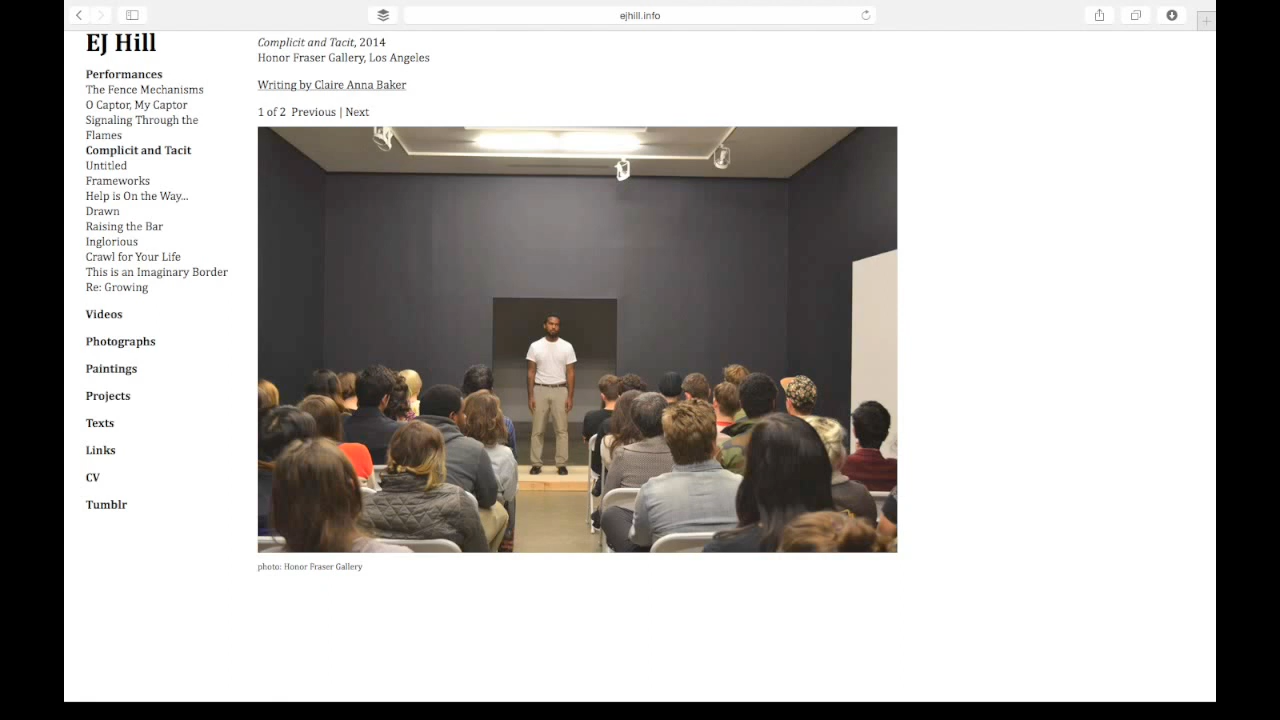 ejhill.info
EJ Hill
Performances
The Fence Mechanisms
O Captor, My Captor
Signaling Through the
Flames
Complicit and Tacit
Untitled
Frameworks
Help is On the Way...
Drawn
Raising the Bar
Inglorious
Crawl for Your Life
This is an Imaginary Border
Re: Growing
Videos
Photographs
Paintings
Projects
Texts
Links
CV
Tumblr
Complicit and Tacit, 2014
Honor Fraser Gallery, Los Angeles
Writing by Claire Anna Baker
1 of 2 Previous | Next
photo: Honor Fraser Gallery